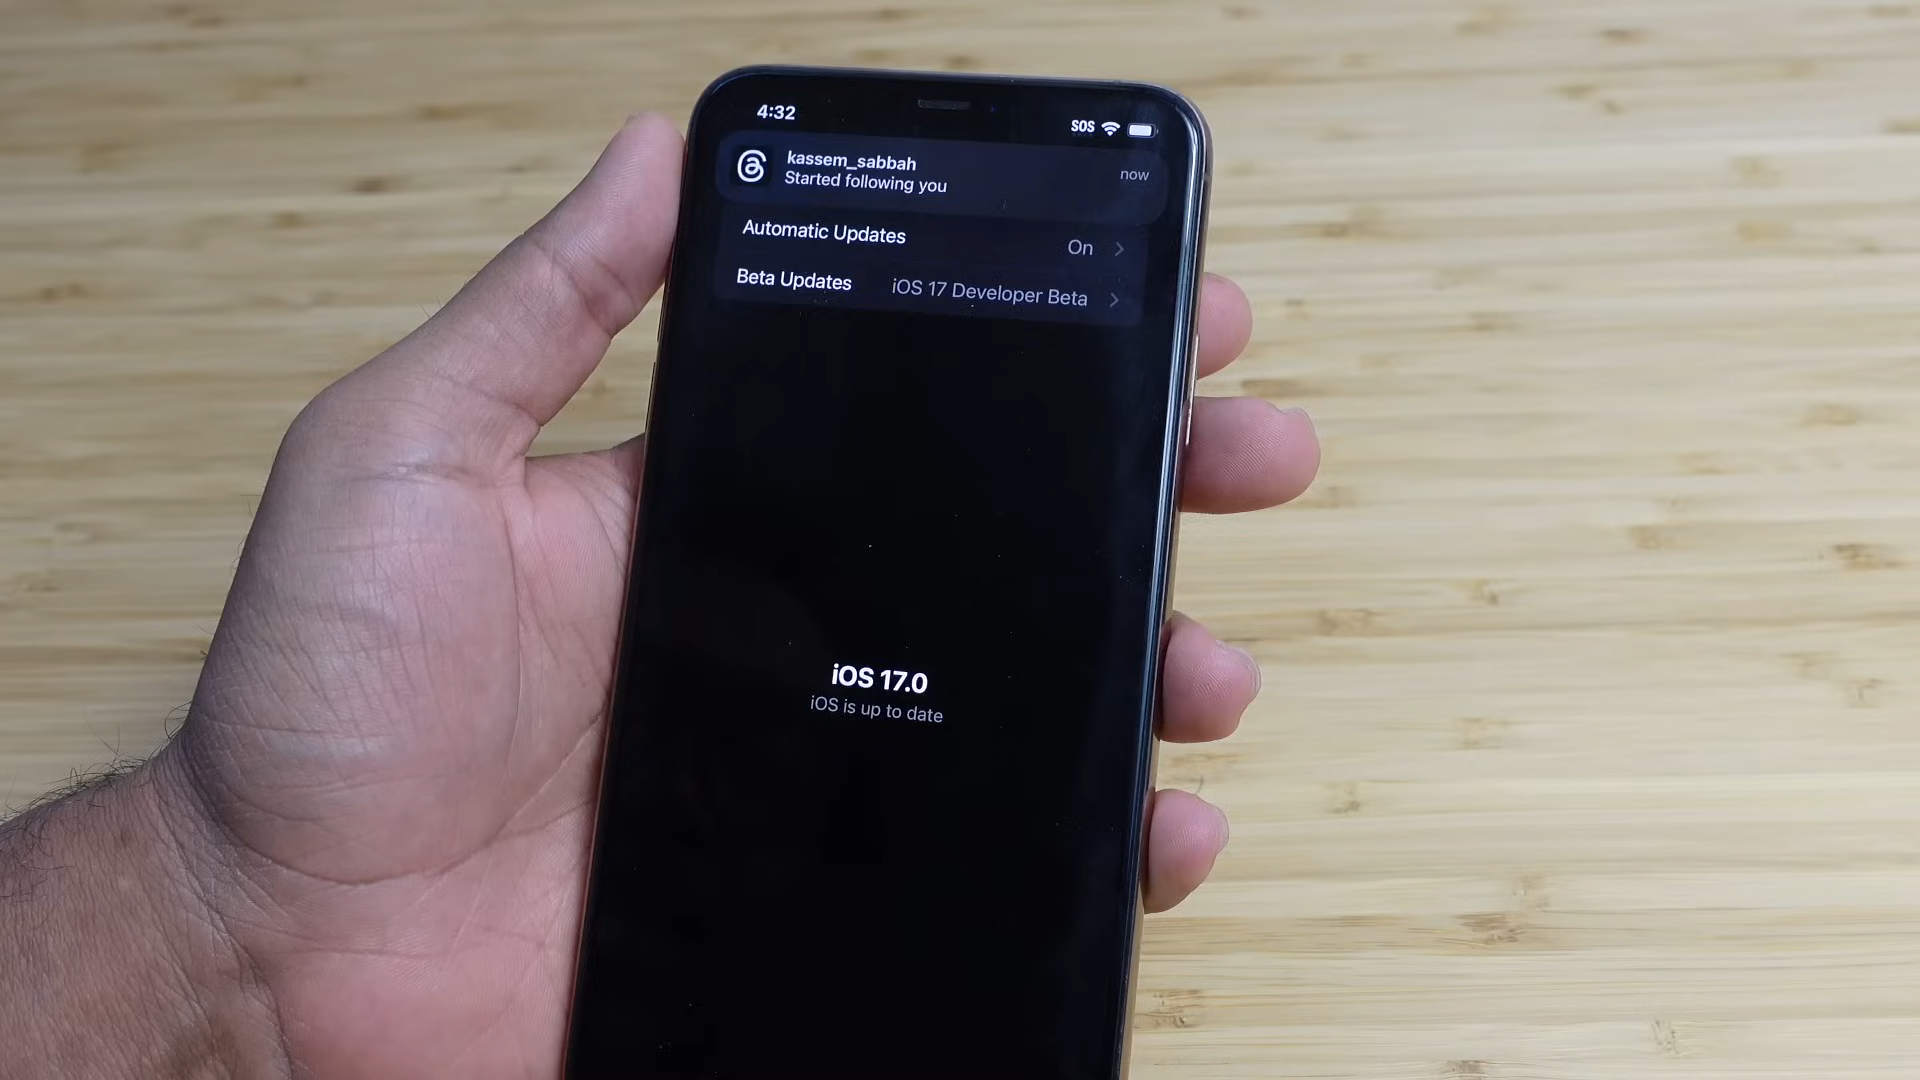 4:32
SOS
kassem_sabbah
now
Started following you
Automatic Updates On
Beta Updates iOS 17 Developer Beta
iOS 17.0
iOS is up to date